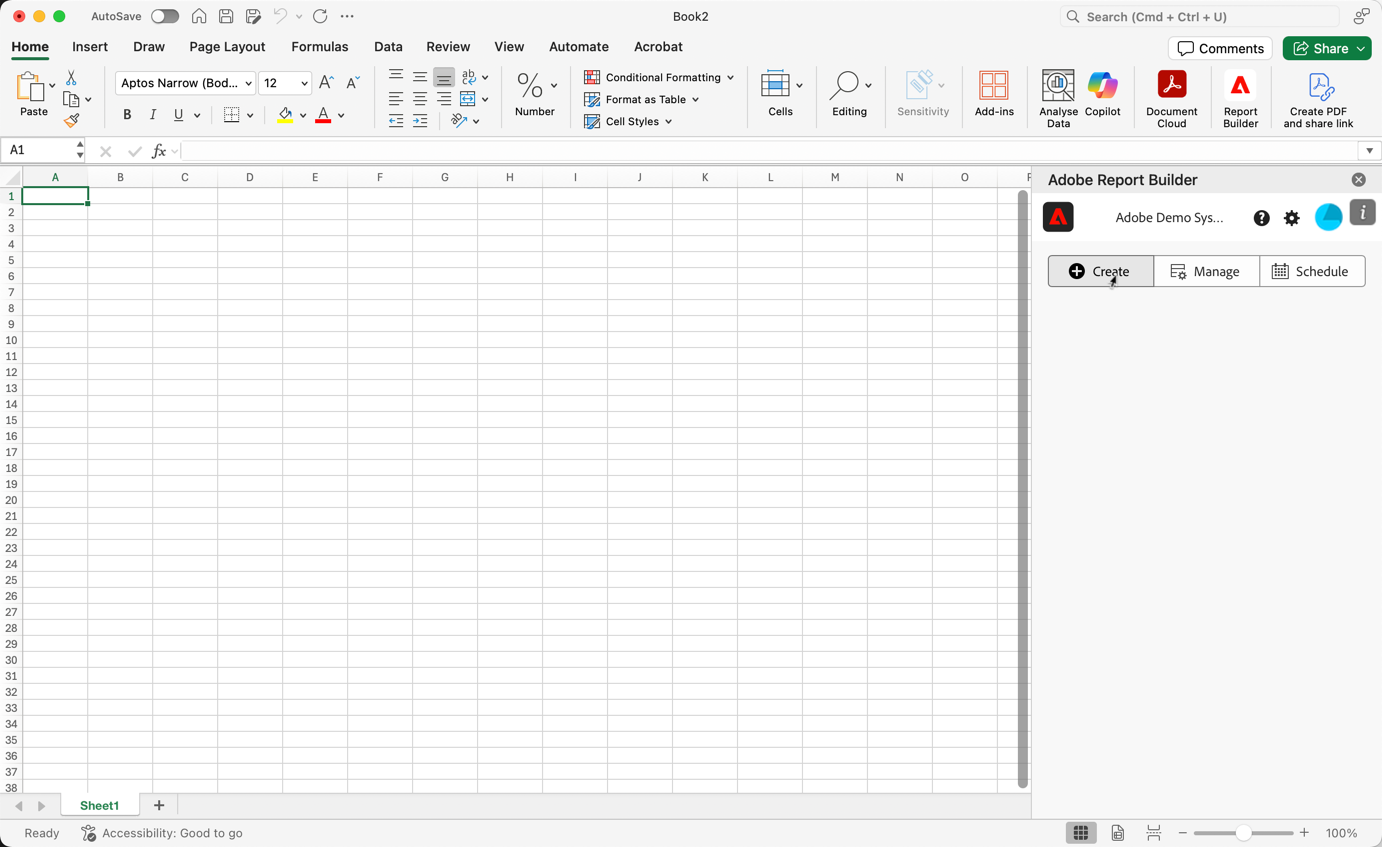 AutoSave
Book2
Search (Cmd + Ctrl + U)
Home Insert Draw Page Layout Formulas Data Review View Automate Acrobat
Comments
Share
Paste
Aptos Narrow (Bod...
12
A A
B I U
A
ab
%
Number
Conditional Formatting
Format as Table
Cell Styles
Cells
Editing
Sensitivity
Add-ins
Analyse Data
Copilot
Document Cloud
Report Builder
Create PDF and share link
A1
fx
A B C D E F G H I J K L M N O
1
2
3
4
5
6
7
8
9
10
11
12
13
14
15
16
17
18
19
20
21
22
23
24
25
26
27
28
29
30
31
32
33
34
35
36
37
38
Adobe Report Builder
Adobe Demo Sys...
?
i
Create
Manage
Schedule
Sheet1
Ready
Accessibility: Good to go
100%